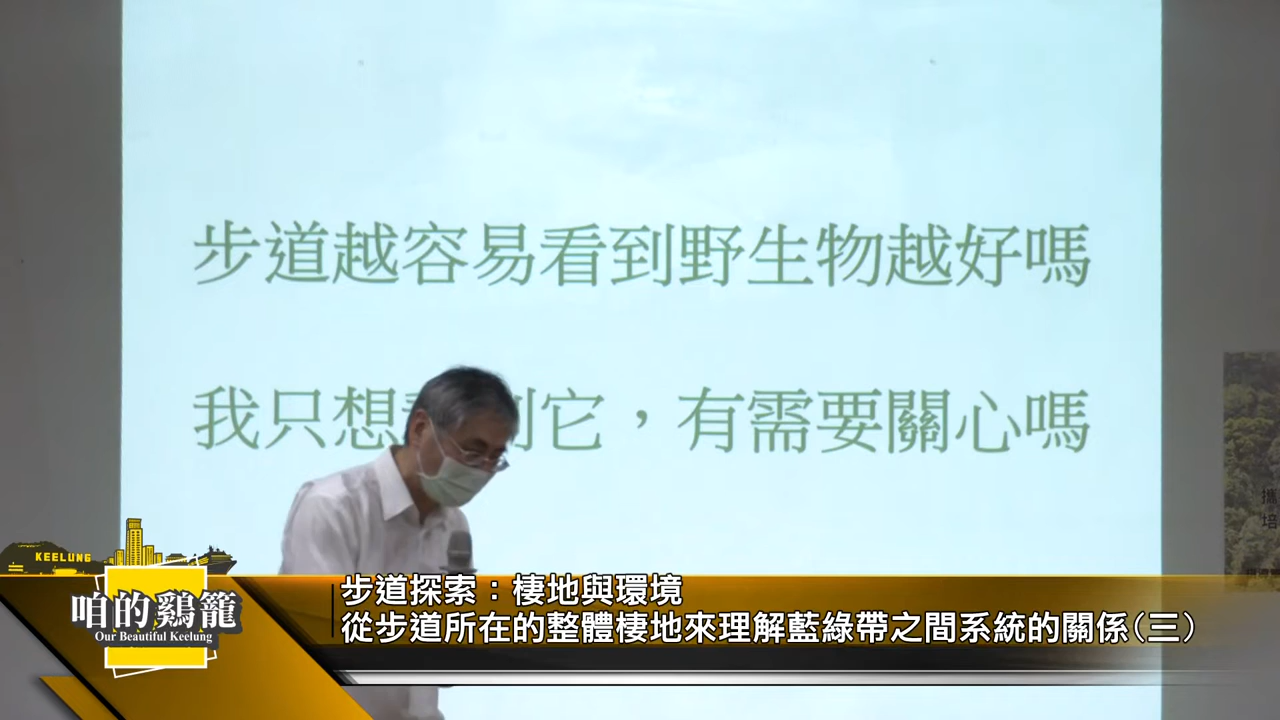 步道越容易看到野生物越好嗎
我只想 到它，有需要關心嗎
KEELUNG
咱的鷄籠
Our Beautiful Keelung
步道探索：棲地與環境
從步道所在的整體棲地來理解藍綠帶之間系統的關係(三)